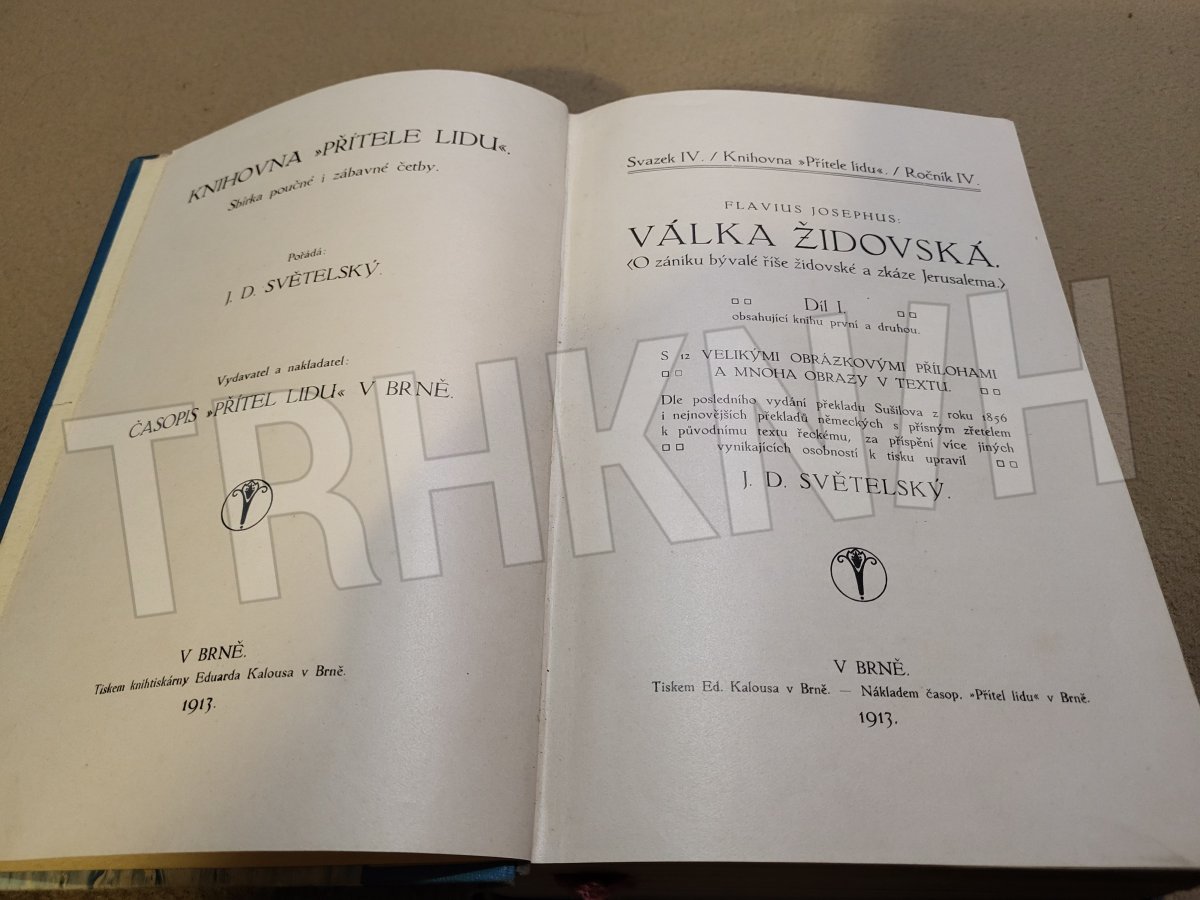 KNIHOVNA »PŘÍTELE LIDU«.
Sbírka poučné i zábavné četby.
Pořádá:
J. D. SVĚTELSKÝ.
Vydavatel a nakladatel:
ČASOPIS »PŘÍTEL LIDU« V BRNĚ.
V BRNĚ.
Tiskem knihtiskárny Eduarda Kalousa v Brně.
1913.
Svazek IV. / Knihovna »Přítele lidu«. / Ročník IV.
FLAVIUS JOSEPHUS:
VÁLKA ŽIDOVSKÁ.
(O zániku bývalé říše židovské a zkáze Jerusalema.)
Díl I.
obsahující knihu první a druhou.
S 12 VELIKÝMI OBRÁZKOVÝMI PŘÍLOHAMI
A MNOHA OBRAZY V TEXTU.
Dle posledního vydání překladu Sušilova z roku 1856
i nejnovějších překladů německých s přísným zřetelem
k původnímu textu řeckému, za přispění více jiných
vynikajících osobností k tisku upravil
J. D. SVĚTELSKÝ.
V BRNĚ.
Tiskem Ed. Kalousa v Brně. — Nákladem časop. »Přítel lidu« v Brně.
1913.
TRHKNIH